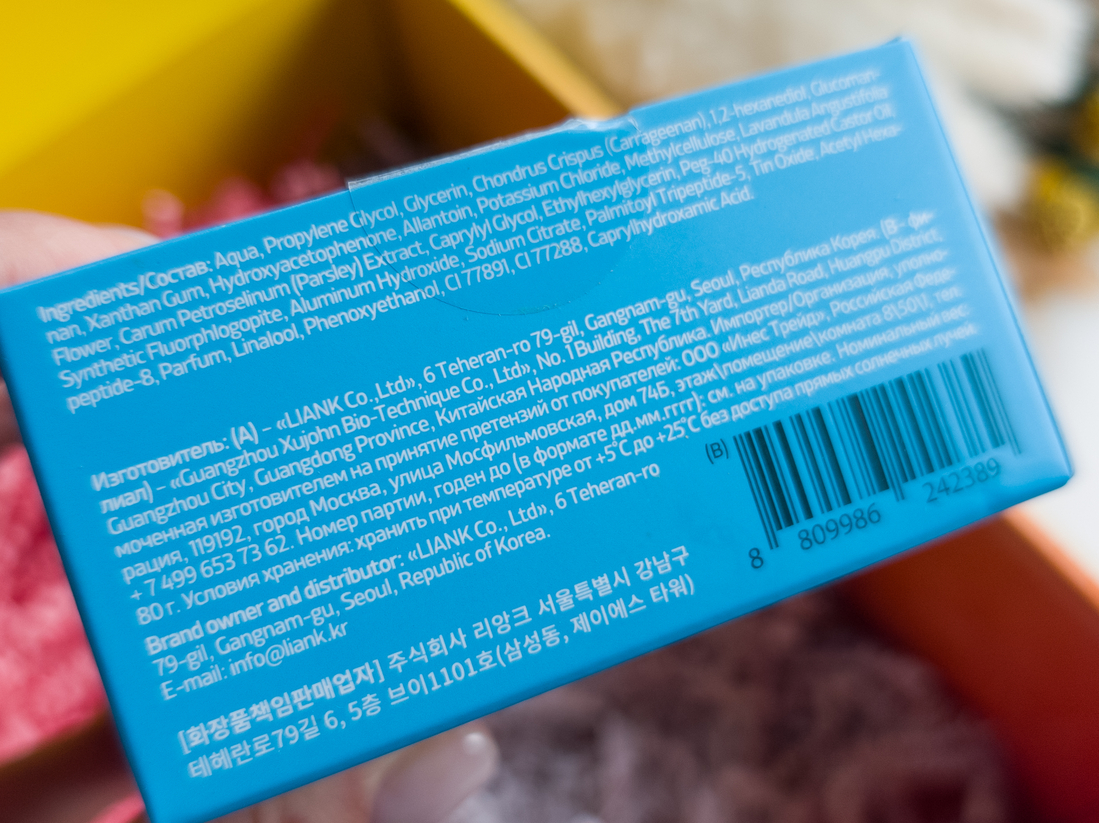 Ingredients/Состав: Aqua, Propylene Glycol, Glycerin, Chondrus Crispus (Carrageenan), 1,2-hexanediol, Glucoman-
nan, Xanthan Gum, Hydroxyacetophenone, Allantoin, Potassium Chloride, Methylcellulose, Lavandula Angustifolia
Flower, Carum Petroselinum (Parsley) Extract, Caprylyl Glycol, Ethylhexylglycerin, Peg-40 Hydrogenated Castor Oil,
Synthetic Fluorphlogopite, Aluminum Hydroxide, Sodium Citrate, Palmitoyl Tripeptide-5, Tin Oxide, Acetyl Hexa-
peptide-8, Parfum, Linalool, Phenoxyethanol, CI 77891, CI 77288, Caprylhydroxamic Acid.
Изготовитель: (А) – «LIANK Co.,Ltd», 6 Teheran-ro 79-gil, Gangnam-gu, Seoul, Республика Корея. (В– фи-
лиал) – «Guangzhou Xujohn Bio-Technique Co., Ltd», No. 1 Building, The 7th Yard, Lianda Road, Huangpu District,
Guangzhou City, Guangdong Province, Китайская Народная Республика. Импортер/Организация, уполно-
моченная изготовителем на принятие претензий от покупателей: ООО «Инес Трейд», Российская Феде-
рация, 119192, город Москва, улица Мосфильмовская, дом 74Б, этаж\помещение\комната 81,501,1, тел:
+ 7 499 653 73 62. Номер партии, годен до (в формате дд.мм.гггг): см. на упаковке. Номинальный вес
80 г. Условия хранения: хранить при температуре от +5°С до +25°С без доступа прямых солнечных лучей.
Brand owner and distributor: «LIANK Co., Ltd», 6 Teheran-ro
79-gil, Gangnam-gu, Seoul, Republic of Korea.
E-mail: info@liank.kr
[화장품책임판매업자] 주식회사 리앙크 서울특별시 강남구
테헤란로79길 6, 5층 브이1101호(삼성동, 제이에스 타워)
(B)
8 809986 242389